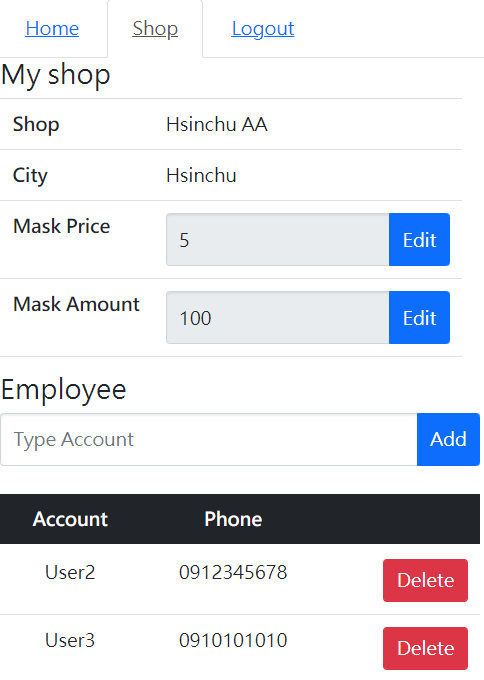 Home Shop Logout
My shop
Shop Hsinchu AA
City Hsinchu
Mask Price 5 Edit
Mask Amount 100 Edit
Employee
Type Account Add
Account Phone
User2 0912345678 Delete
User3 0910101010 Delete